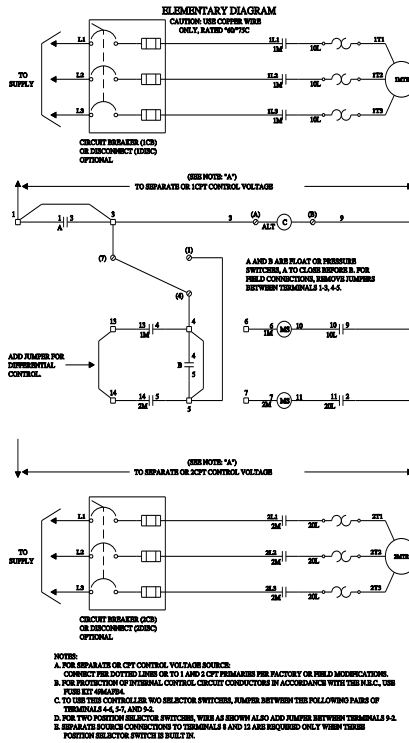 ELEMENTARY DIAGRAM
CAUTION: USE COPPER WIRE
ONLY, RATED "60/75C
L1 1L1 1M 10L 1T1
TO
SUPPLY
L2 1L2 1M 10L 1T2 1MTR
L3 1L3 1M 10L 1T3
CIRCUIT BREAKER (1CB)
OR DISCONNECT (1DISC)
OPTIONAL
(SEE NOTE: "A")
TO SEPARATE OR 1CPT CONTROL VOLTAGE
1 1 3 3 3 (A) C (B) 9
A ALT
(7) (1)
A AND B ARE FLOAT OR PRESSURE
SWITCHES, A TO CLOSE BEFORE B. FOR
FIELD CONNECTIONS, REMOVE JUMPERS
BETWEEN TERMINALS 1-3, 4-5.
(4)
13 13 4 4 6 6 MS 10 10 9
1M 1M 10L
ADD JUMPER FOR
DIFFERENTIAL
CONTROL.
4
B
5
14 14 5 5 7 7 MS 11 11 2
2M 2M 20L
(SEE NOTE: "A")
TO SEPARATE OR 2CPT CONTROL VOLTAGE
L1 2L1 2M 20L 2T1
TO
SUPPLY
L2 2L2 2M 20L 2T2 2MTR
L3 2L3 2M 20L 2T3
CIRCUIT BREAKER (2CB)
OR DISCONNECT (2DISC)
OPTIONAL
NOTES:
A. FOR SEPARATE OR CPT CONTROL VOLTAGE SOURCE:
CONNECT PER DOTTED LINES OR TO 1 AND 2 CPT PRIMARIES PER FACTORY OR FIELD MODIFICATIONS.
B. FOR PROTECTION OF INTERNAL CONTROL CIRCUIT CONDUCTORS IN ACCORDANCE WITH THE N.E.C., USE
FUSE KIT 49MAFB4.
C. TO USE THIS CONTROLLER W/O SELECTOR SWITCHES, JUMPER BETWEEN THE FOLLOWING PAIRS OF
TERMINALS 4-6, 5-7, AND 9-2.
D. FOR TWO POSITION SELECTOR SWITCHES, WIRE AS SHOWN ALSO ADD JUMPER BETWEEN TERMINALS 9-2.
E. SEPARATE SOURCE CONNECTIONS TO TERMINALS 8 AND 12 ARE REQUIRED ONLY WHEN THREE
POSITION SELECTOR SWITCH IS BUILT IN.